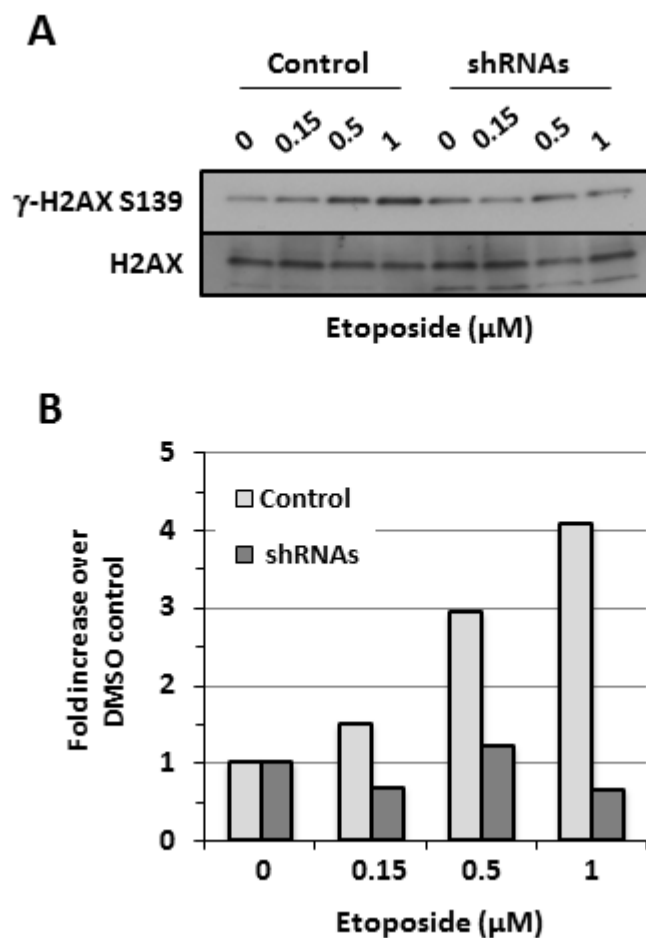 A
Control shRNAs
0 0.15 0.5 1 0 0.15 0.5 1
γ-H2AX S139
H2AX
Etoposide (µM)
B
Fold increase over
DMSO control
5
4
3
2
1
0
Control
shRNAs
0 0.15 0.5 1
Etoposide (µM)